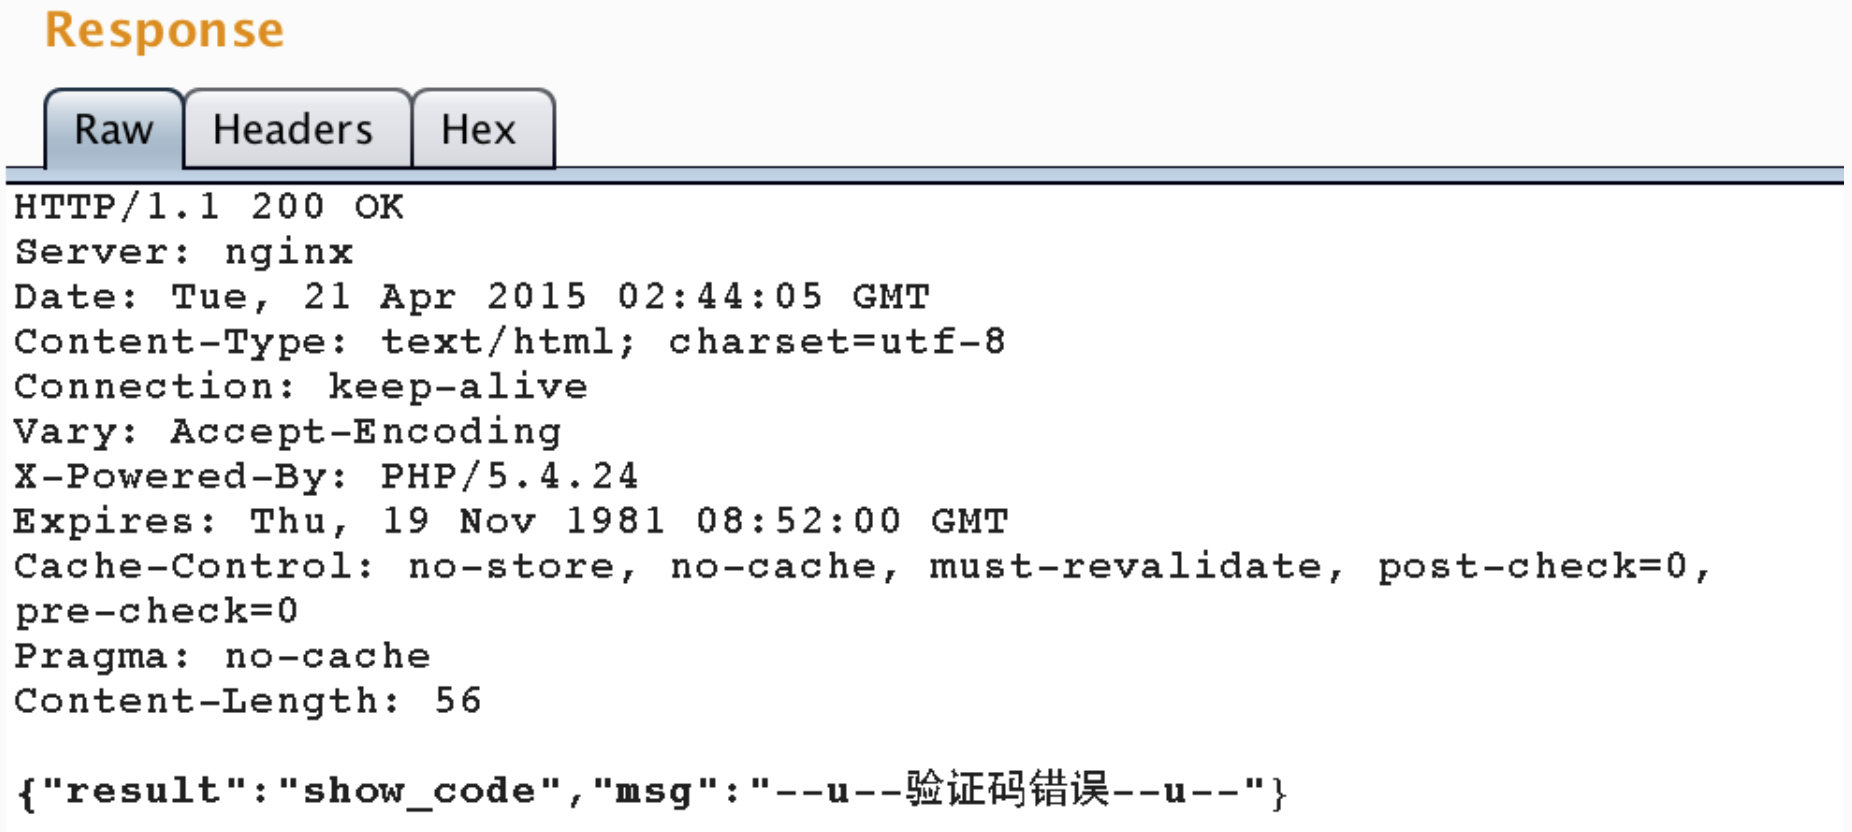 Response
Raw Headers Hex
HTTP/1.1 200 OK
Server: nginx
Date: Tue, 21 Apr 2015 02:44:05 GMT
Content-Type: text/html; charset=utf-8
Connection: keep-alive
Vary: Accept-Encoding
X-Powered-By: PHP/5.4.24
Expires: Thu, 19 Nov 1981 08:52:00 GMT
Cache-Control: no-store, no-cache, must-revalidate, post-check=0,
pre-check=0
Pragma: no-cache
Content-Length: 56
{"result":"show_code","msg":"--u--验证码错误--u--"}